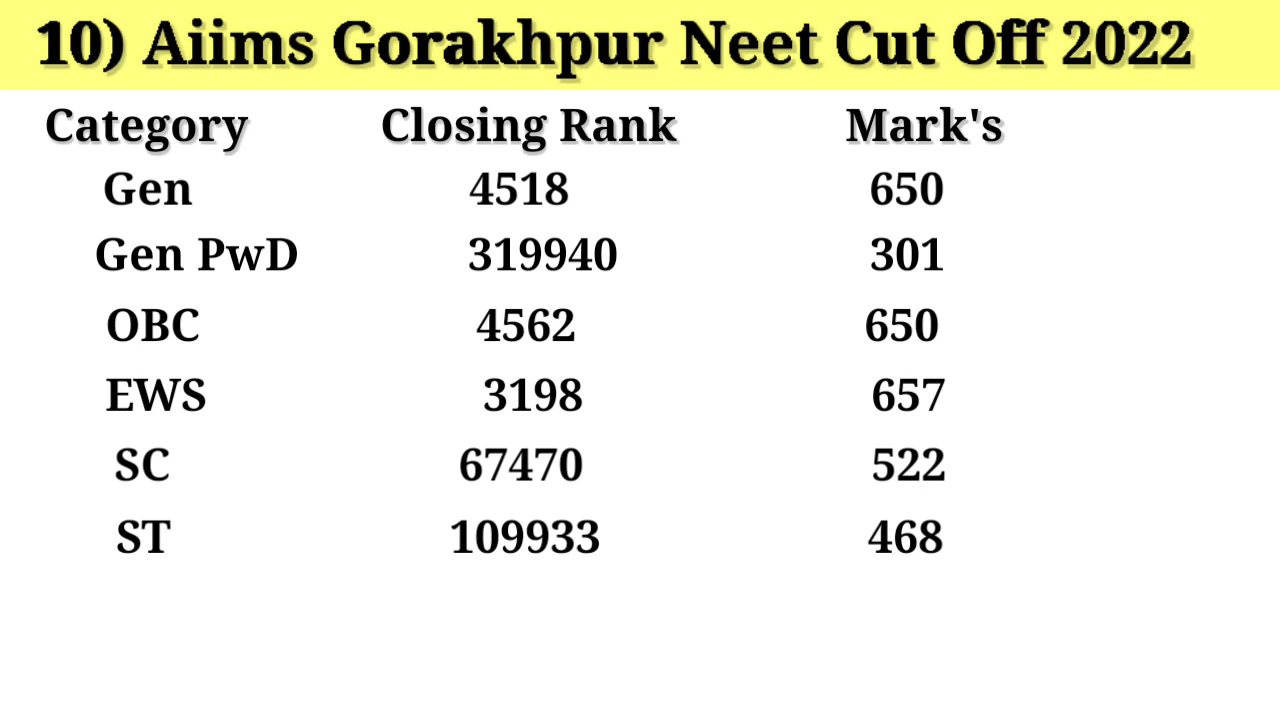 10) Aiims Gorakhpur Neet Cut Off 2022
Category Closing Rank Mark's
Gen 4518 650
Gen PwD 319940 301
OBC 4562 650
EWS 3198 657
SC 67470 522
ST 109933 468